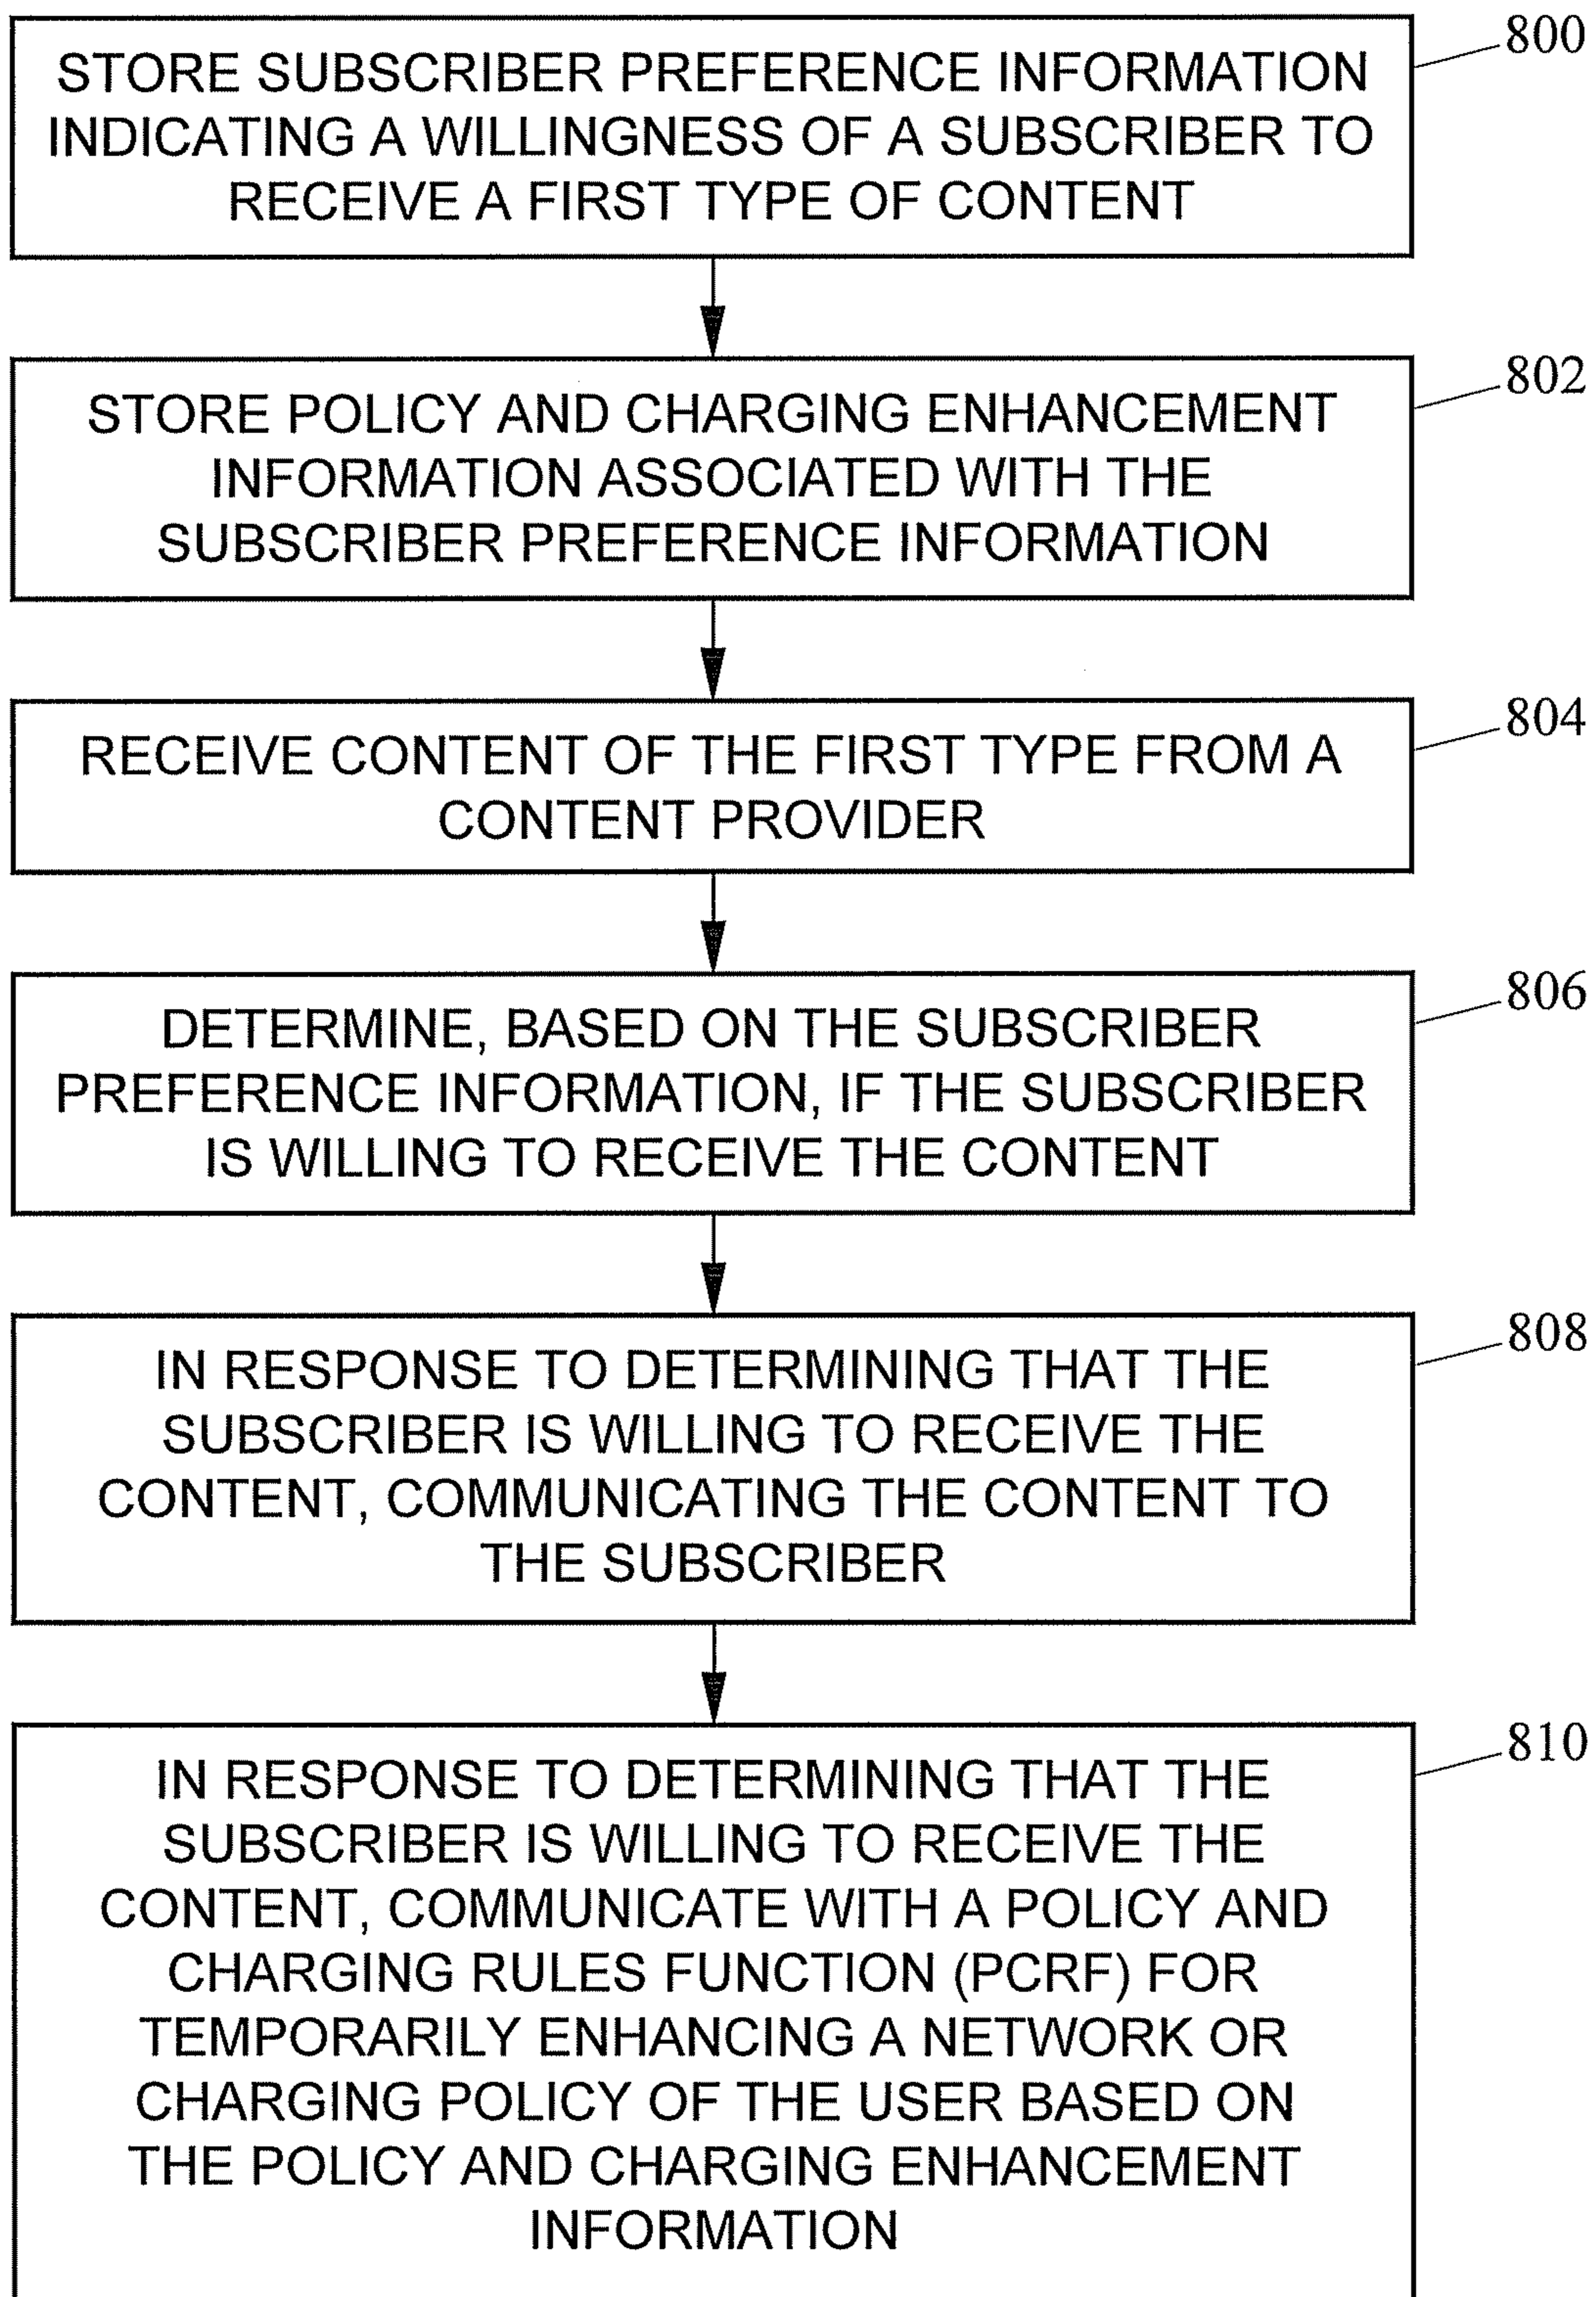 800
STORE SUBSCRIBER PREFERENCE INFORMATION
INDICATING A WILLINGNESS OF A SUBSCRIBER TO
RECEIVE A FIRST TYPE OF CONTENT
802
STORE POLICY AND CHARGING ENHANCEMENT
INFORMATION ASSOCIATED WITH THE
SUBSCRIBER PREFERENCE INFORMATION
804
RECEIVE CONTENT OF THE FIRST TYPE FROM A
CONTENT PROVIDER
806
DETERMINE, BASED ON THE SUBSCRIBER
PREFERENCE INFORMATION, IF THE SUBSCRIBER
IS WILLING TO RECEIVE THE CONTENT
808
IN RESPONSE TO DETERMINING THAT THE
SUBSCRIBER IS WILLING TO RECEIVE THE
CONTENT, COMMUNICATING THE CONTENT TO
THE SUBSCRIBER
810
IN RESPONSE TO DETERMINING THAT THE
SUBSCRIBER IS WILLING TO RECEIVE THE
CONTENT, COMMUNICATE WITH A POLICY AND
CHARGING RULES FUNCTION (PCRF) FOR
TEMPORARILY ENHANCING A NETWORK OR
CHARGING POLICY OF THE USER BASED ON
THE POLICY AND CHARGING ENHANCEMENT
INFORMATION